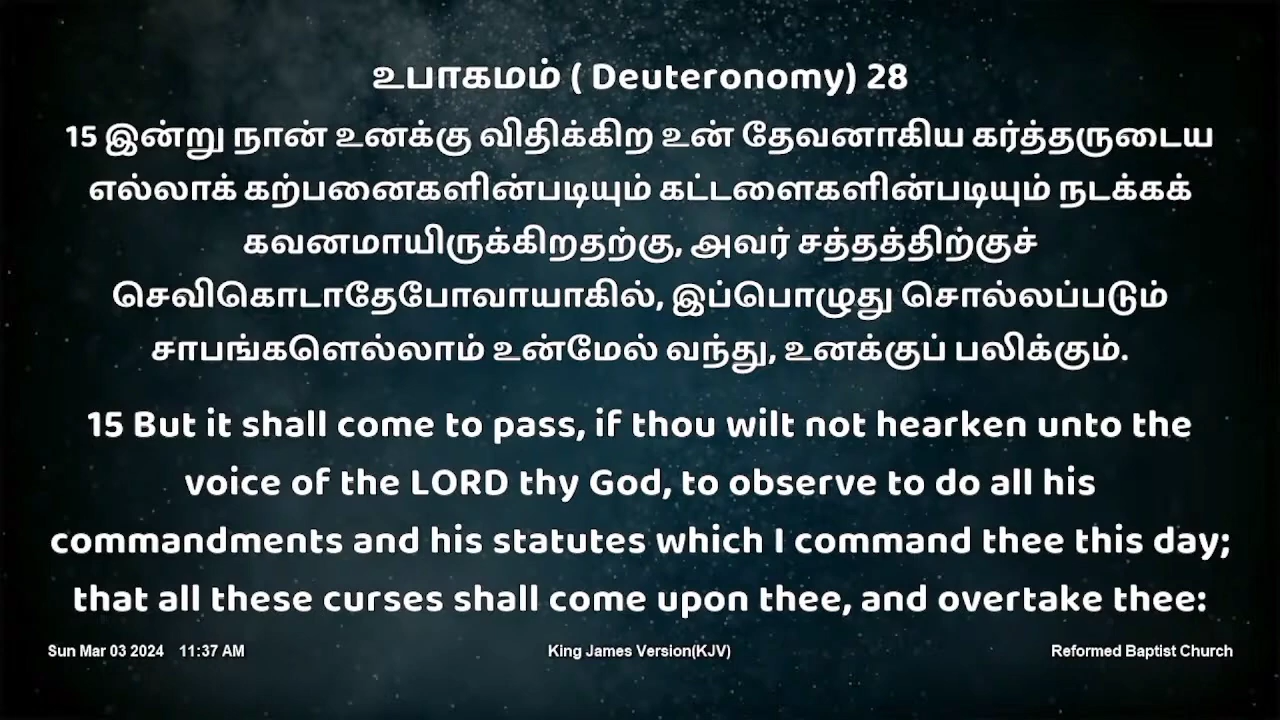 உபாகமம் ( Deuteronomy) 28
15 இன்று நான் உனக்கு விதிக்கிற உன் தேவனாகிய கர்த்தருடைய
எல்லாக் கற்பனைகளின்படியும் கட்டளைகளின்படியும் நடக்கக்
கவனமாயிருக்கிறதற்கு, அவர் சத்தத்திற்குச்
செவிகொடாதேபோவாயாகில், இப்பொழுது சொல்லப்படும்
சாபங்களெல்லாம் உன்மேல் வந்து, உனக்குப் பலிக்கும்.
15 But it shall come to pass, if thou wilt not hearken unto the
voice of the LORD thy God, to observe to do all his
commandments and his statutes which I command thee this day;
that all these curses shall come upon thee, and overtake thee:
Sun Mar 03 2024 11:37 AM King James Version(KJV) Reformed Baptist Church